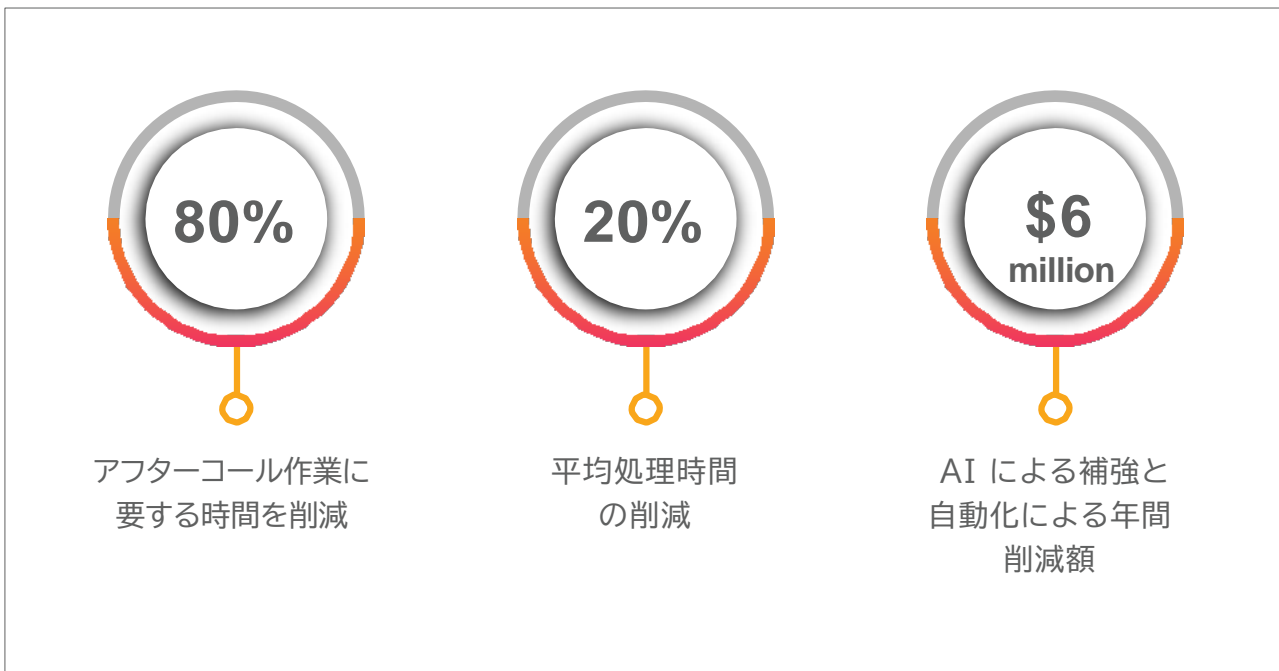 80%
アフターコール作業に
要する時間を削減
20%
平均処理時間
の削減
$6
million
AI による補強と
自動化による年間
削減額